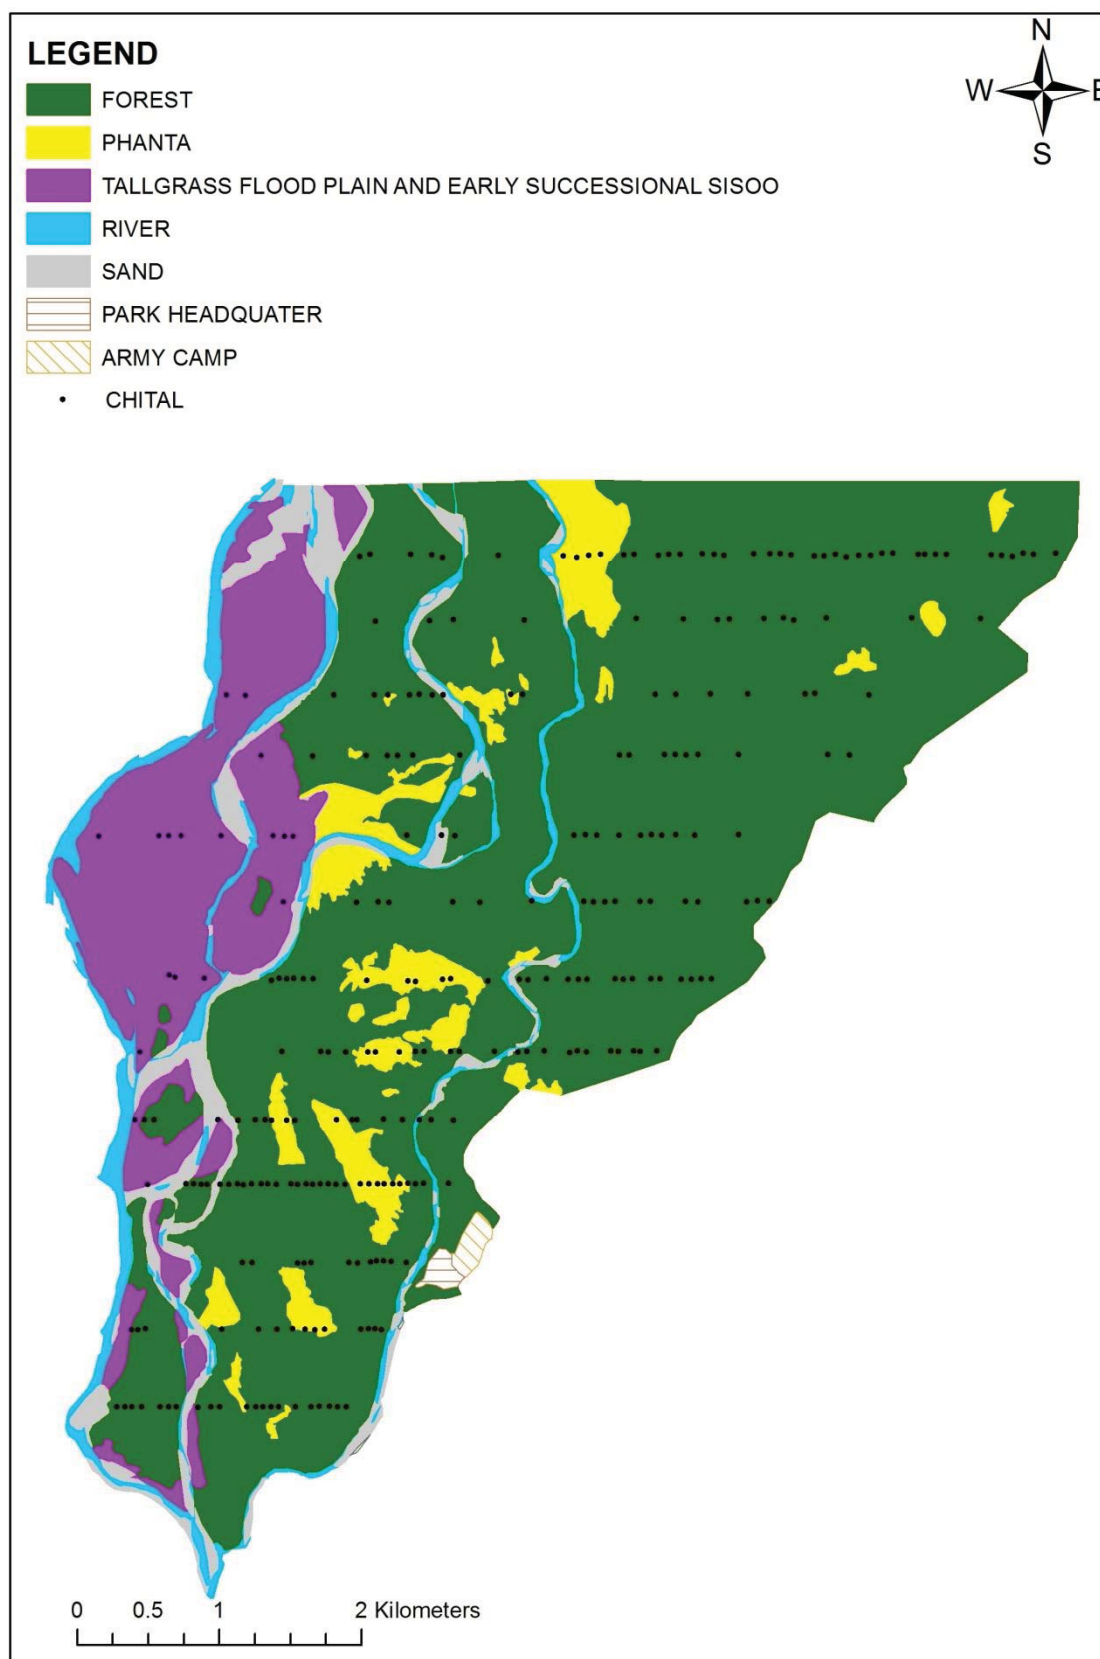 LEGEND
FOREST
PHANTA
TALLGRASS FLOOD PLAIN AND EARLY SUCCESSIONAL SISOO
RIVER
SAND
PARK HEADQUATER
ARMY CAMP
CHITAL
N
W E
S
0 0.5 1 2 Kilometers